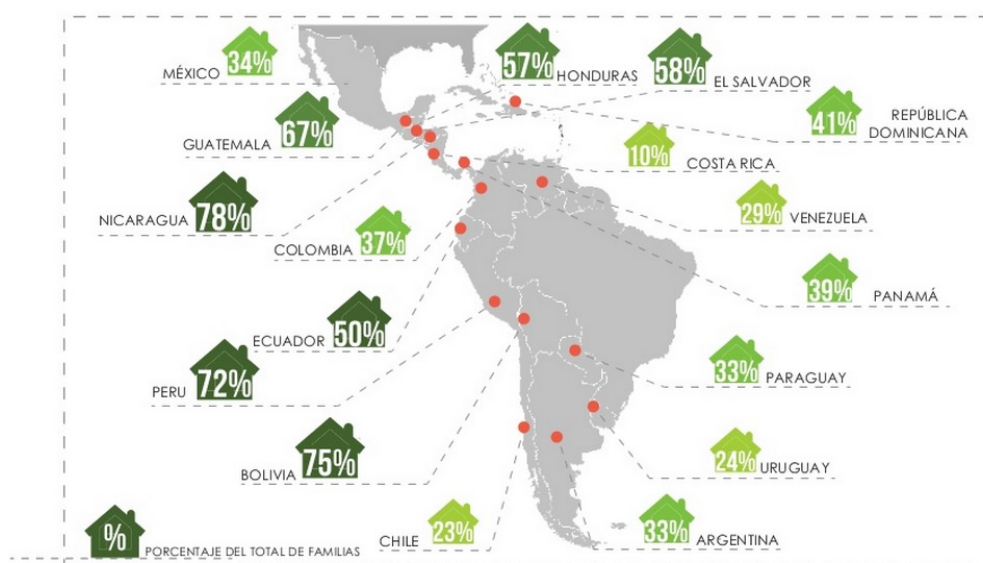 34%
MÉXICO
57%
HONDURAS
58%
EL SALVADOR
67%
GUATEMALA
41%
REPÚBLICA
DOMINICANA
10%
COSTA RICA
78%
NICARAGUA
29%
VENEZUELA
37%
COLOMBIA
39%
PANAMÁ
50%
ECUADOR
72%
PERU
33%
PARAGUAY
75%
BOLIVIA
24%
URUGUAY
23%
CHILE
33%
ARGENTINA
%
PORCENTAJE DEL TOTAL DE FAMILIAS